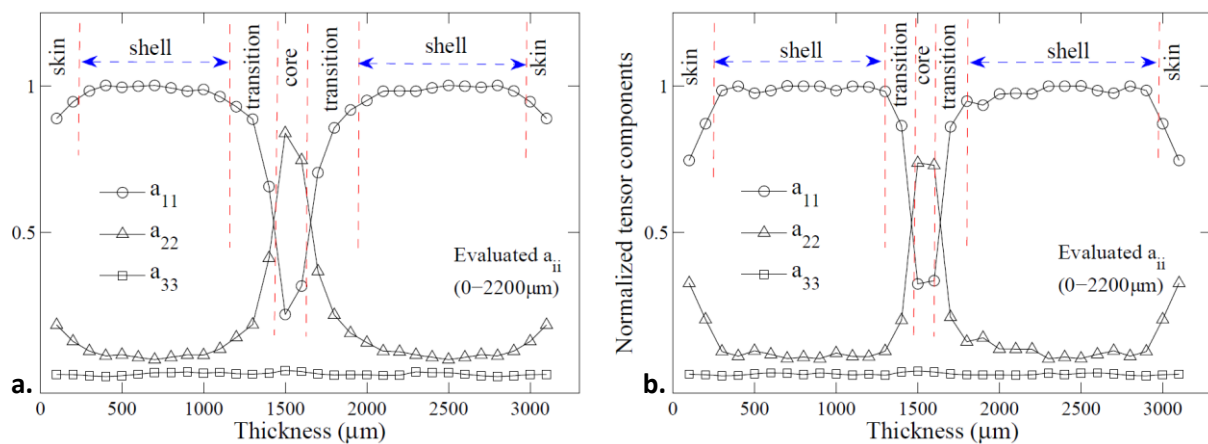 skin
shell
transition
core
transition
shell
skin
1
0.5
a11
a22
a33
Evaluated aii
(0−2200μm)
a.
0 500 1000 1500 2000 2500 3000
Thickness (μm)
Normalized tensor components
skin
shell
transition
core
transition
shell
skin
1
0.5
a11
a22
a33
Evaluated aii
(0−2200μm)
b.
0 500 1000 1500 2000 2500 3000
Thickness (μm)